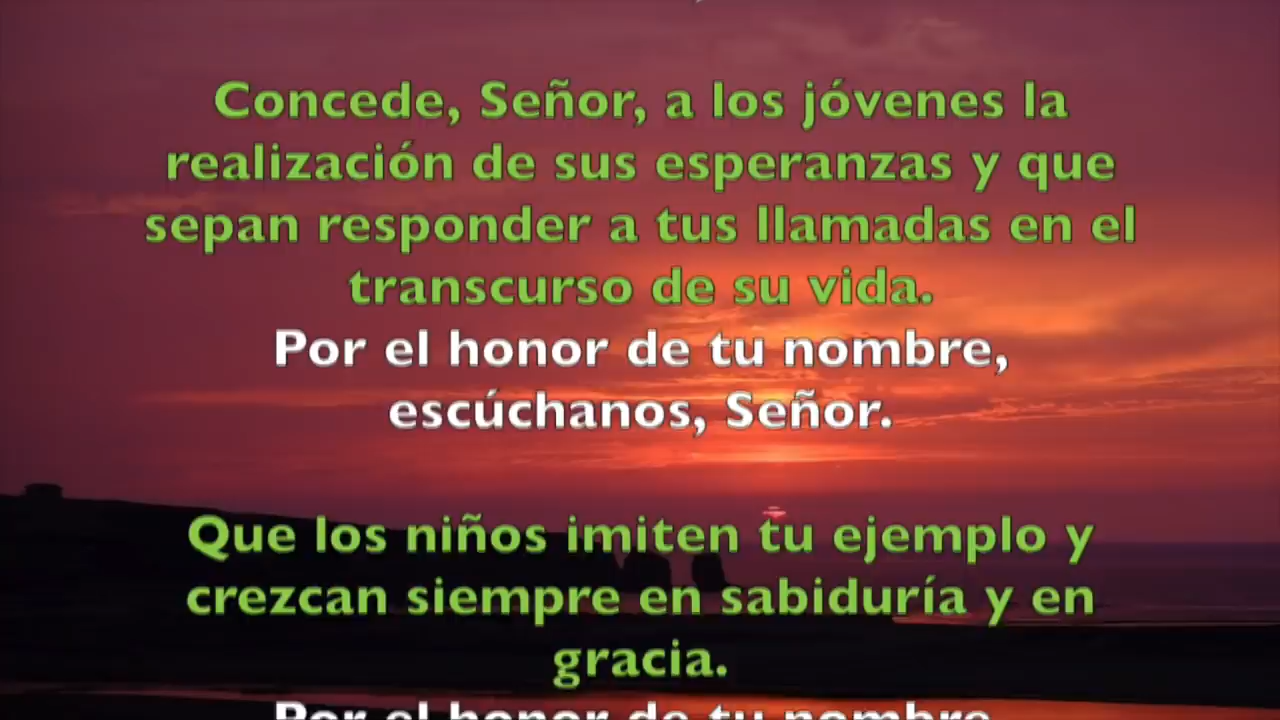 Concede, Señor, a los jóvenes la
realización de sus esperanzas y que
sepan responder a tus llamadas en el
transcurso de su vida.
Por el honor de tu nombre,
escúchanos, Señor.
Que los niños imiten tu ejemplo y
crezcan siempre en sabiduría y en
gracia.
Por el honor de tu nombre,